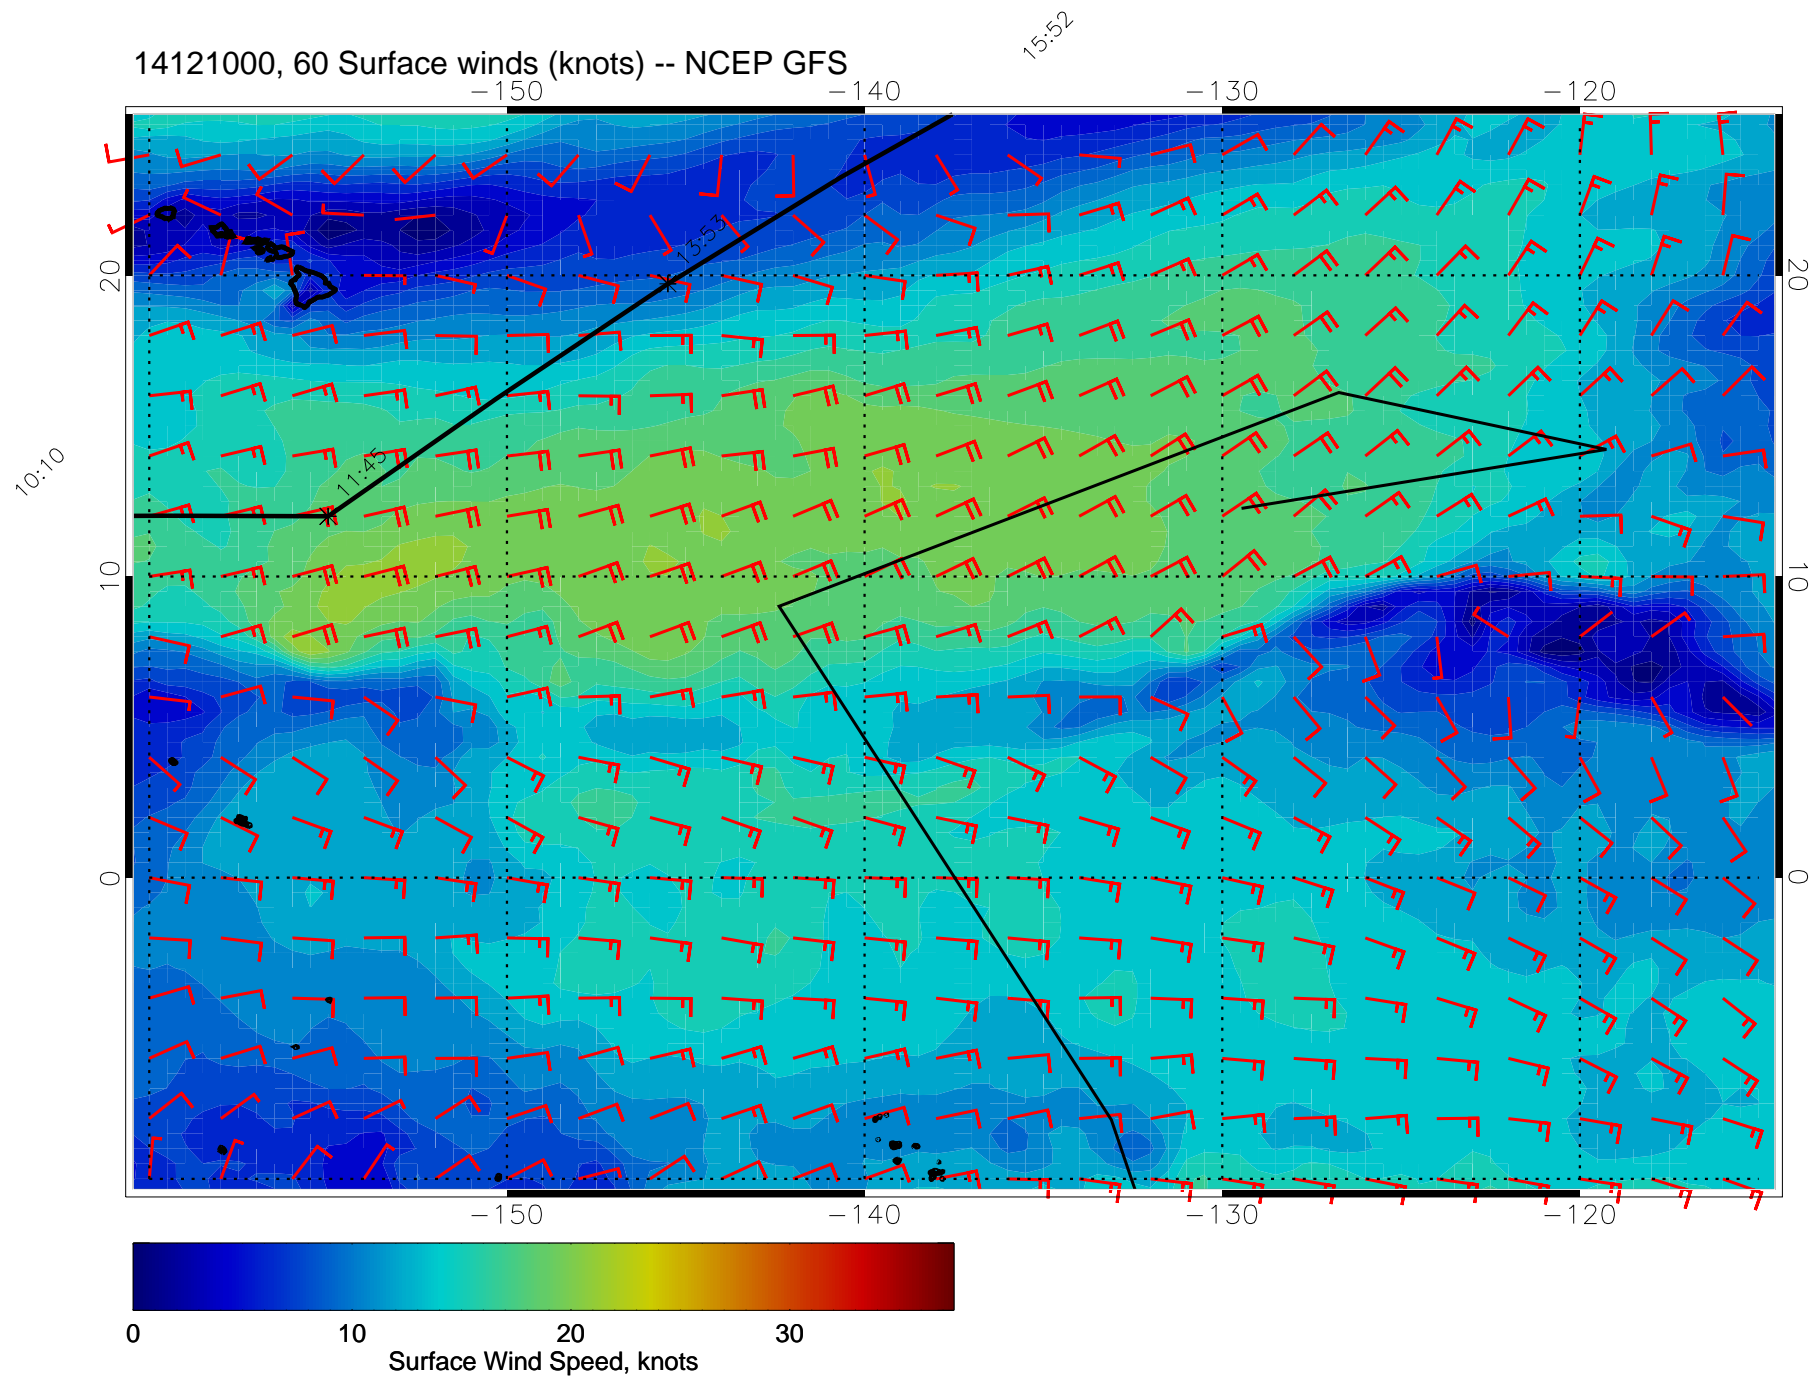 15:52
14121000, 60 Surface winds (knots) -- NCEP GFS
-150 -140 -130 -120
13:53
20 20
11:45
10:10
10 10
0 0
-150 -140 -130 -120
0 10 20 30
Surface Wind Speed, knots